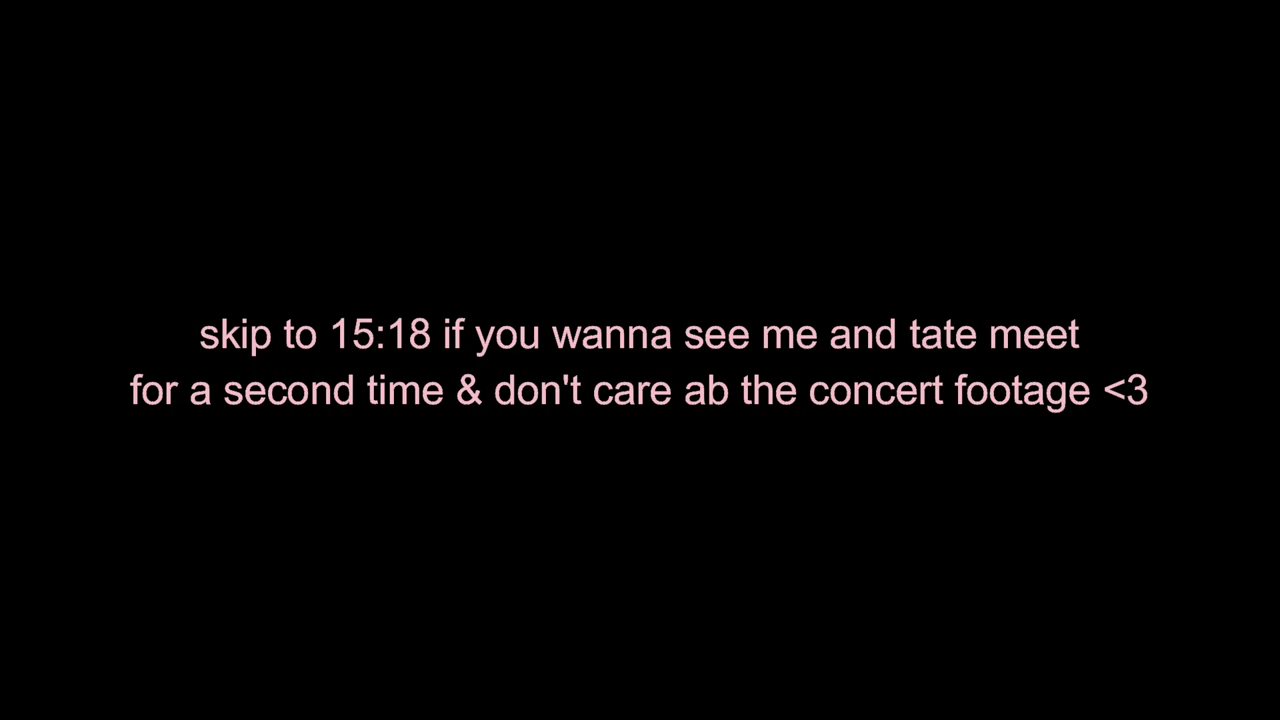 skip to 15:18 if you wanna see me and tate meet
for a second time & don't care ab the concert footage <3